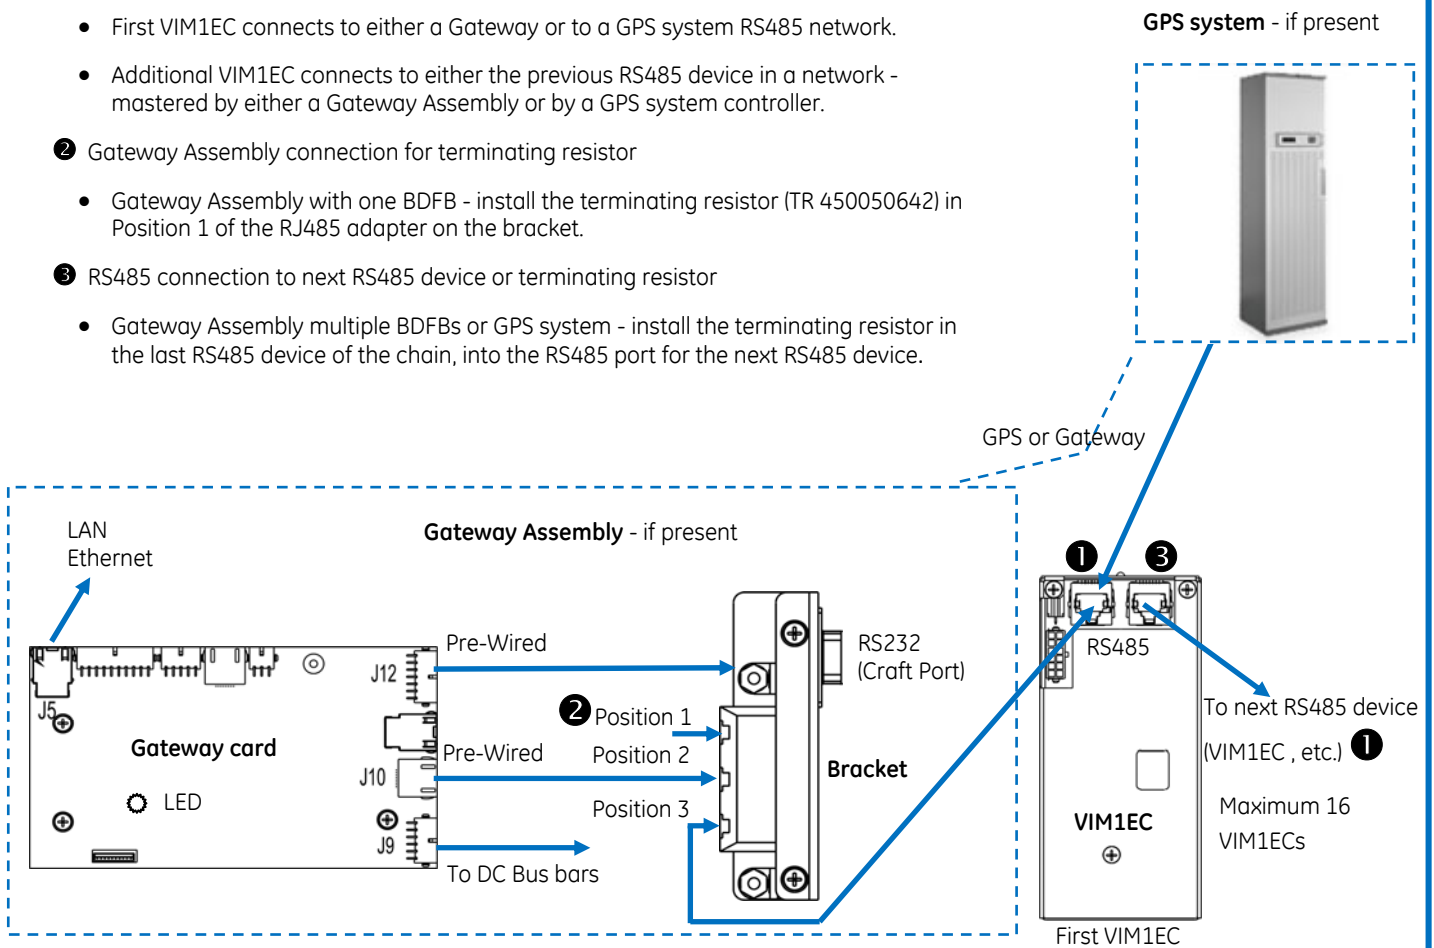 • First VIM1EC connects to either a Gateway or to a GPS system RS485 network.
• Additional VIM1EC connects to either the previous RS485 device in a network -
mastered by either a Gateway Assembly or by a GPS system controller.
❷ Gateway Assembly connection for terminating resistor
• Gateway Assembly with one BDFB - install the terminating resistor (TR 450050642) in
Position 1 of the RJ485 adapter on the bracket.
❸ RS485 connection to next RS485 device or terminating resistor
• Gateway Assembly multiple BDFBs or GPS system - install the terminating resistor in
the last RS485 device of the chain, into the RS485 port for the next RS485 device.
GPS system - if present
GPS or Gateway
Gateway Assembly - if present
LAN
Ethernet
J5
Gateway card
LED
J12
J10
J9
Pre-Wired
Pre-Wired
To DC Bus bars
❷ Position 1
Position 2
Position 3
RS232
(Craft Port)
Bracket
❶ ❸
RS485
To next RS485 device
(VIM1EC , etc.) ❶
Maximum 16
VIM1ECs
VIM1EC
First VIM1EC